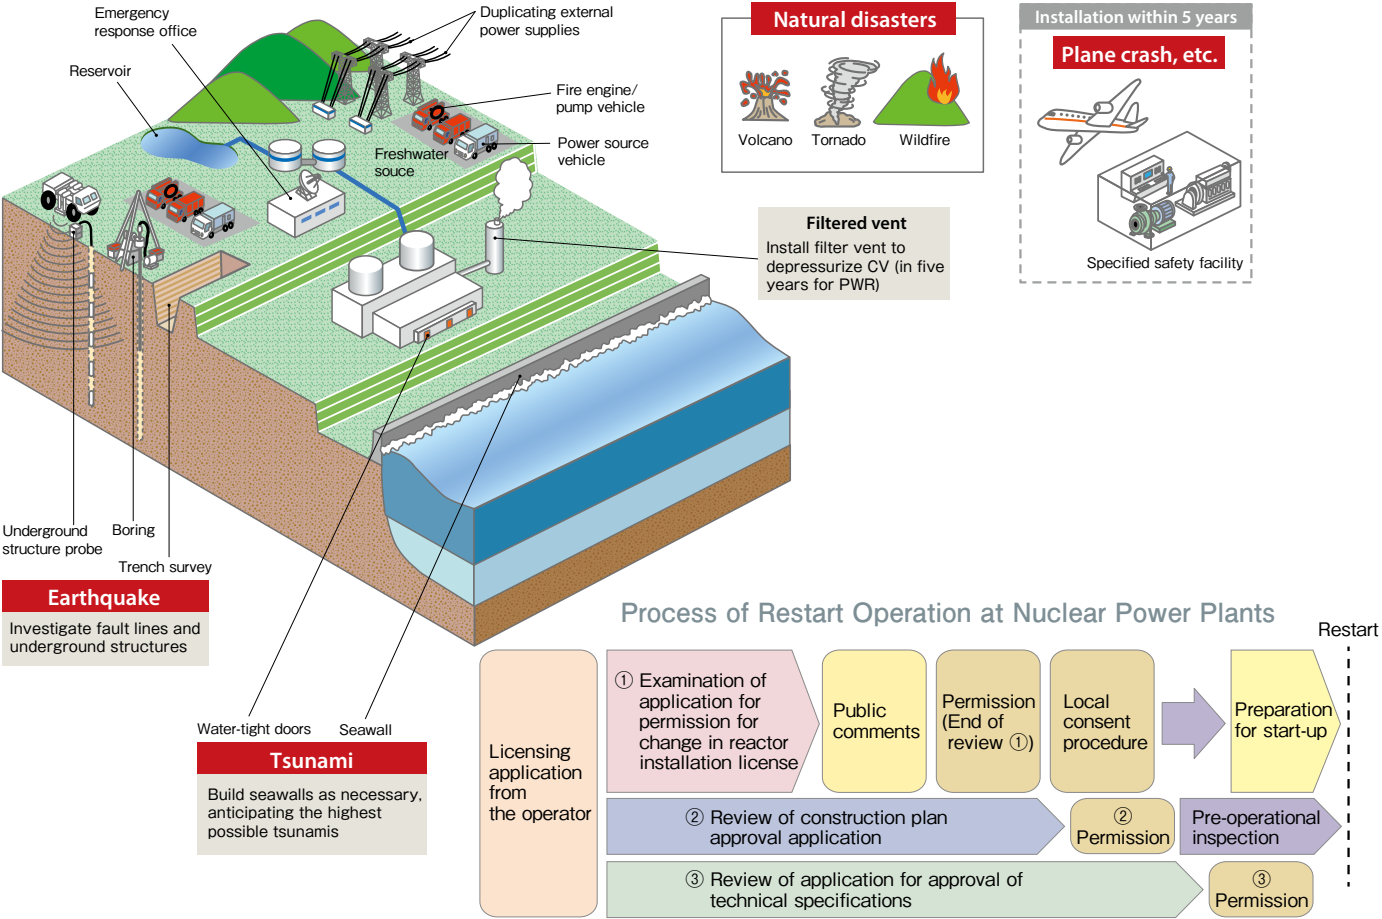 Emergency
response office
Reservoir
Duplicating external
power supplies
Fire engine/
pump vehicle
Power source
vehicle
Freshwater
souce
Natural disasters
Volcano
Tornado
Wildfire
Installation within 5 years
Plane crash, etc.
Specified safety facility
Filtered vent
Install filter vent to
depressurize CV (in five
years for PWR)
Underground
structure probe
Boring
Trench survey
Earthquake
Investigate fault lines and
underground structures
Water-tight doors
Seawall
Tsunami
Build seawalls as necessary,
anticipating the highest
possible tsunamis
Process of Restart Operation at Nuclear Power Plants
Restart
Licensing
application
from
the operator
① Examination of
application for
permission for
change in reactor
installation license
Public
comments
Permission
(End of
review ①)
Local
consent
procedure
Preparation
for start-up
② Review of construction plan
approval application
②
Permission
Pre-operational
inspection
③ Review of application for approval of
technical specifications
③
Permission